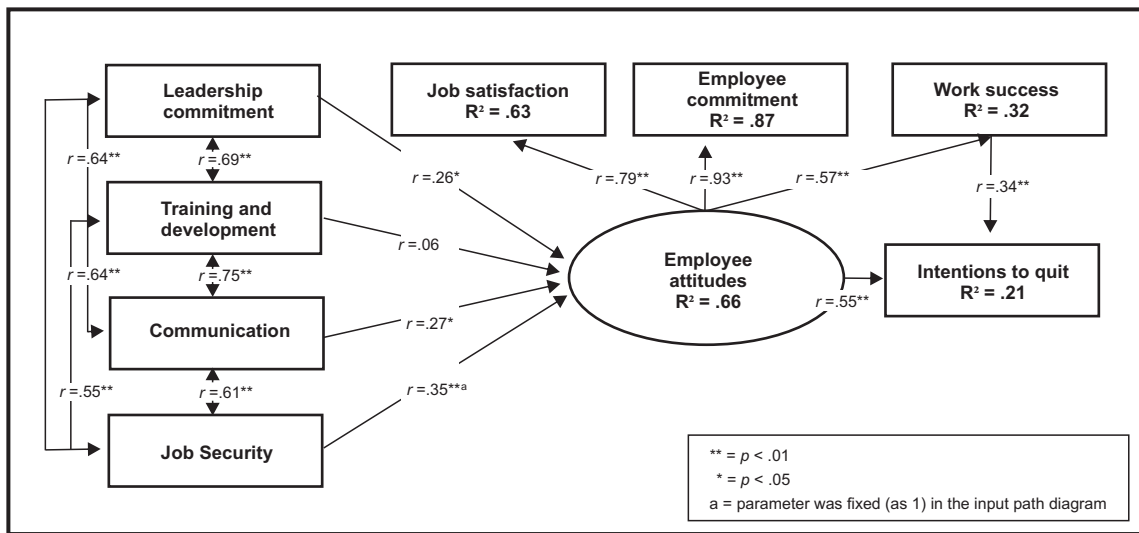 Leadership
commitment
Job satisfaction
R² = .63
Employee
commitment
R² = .87
Work success
R² = .32
r =.64**
r =.69**
r =.26*
r =.79**
r =.93**
r =.57**
r =.34**
Training and
development
r =.06
r =.64**
r =.75**
Employee
attitudes
R² = .66
r =.55**
Intentions to quit
R² = .21
Communication
r =.27*
r =.55**
r =.61**
r =.35**a
Job Security
** = p < .01
* = p < .05
a = parameter was fixed (as 1) in the input path diagram